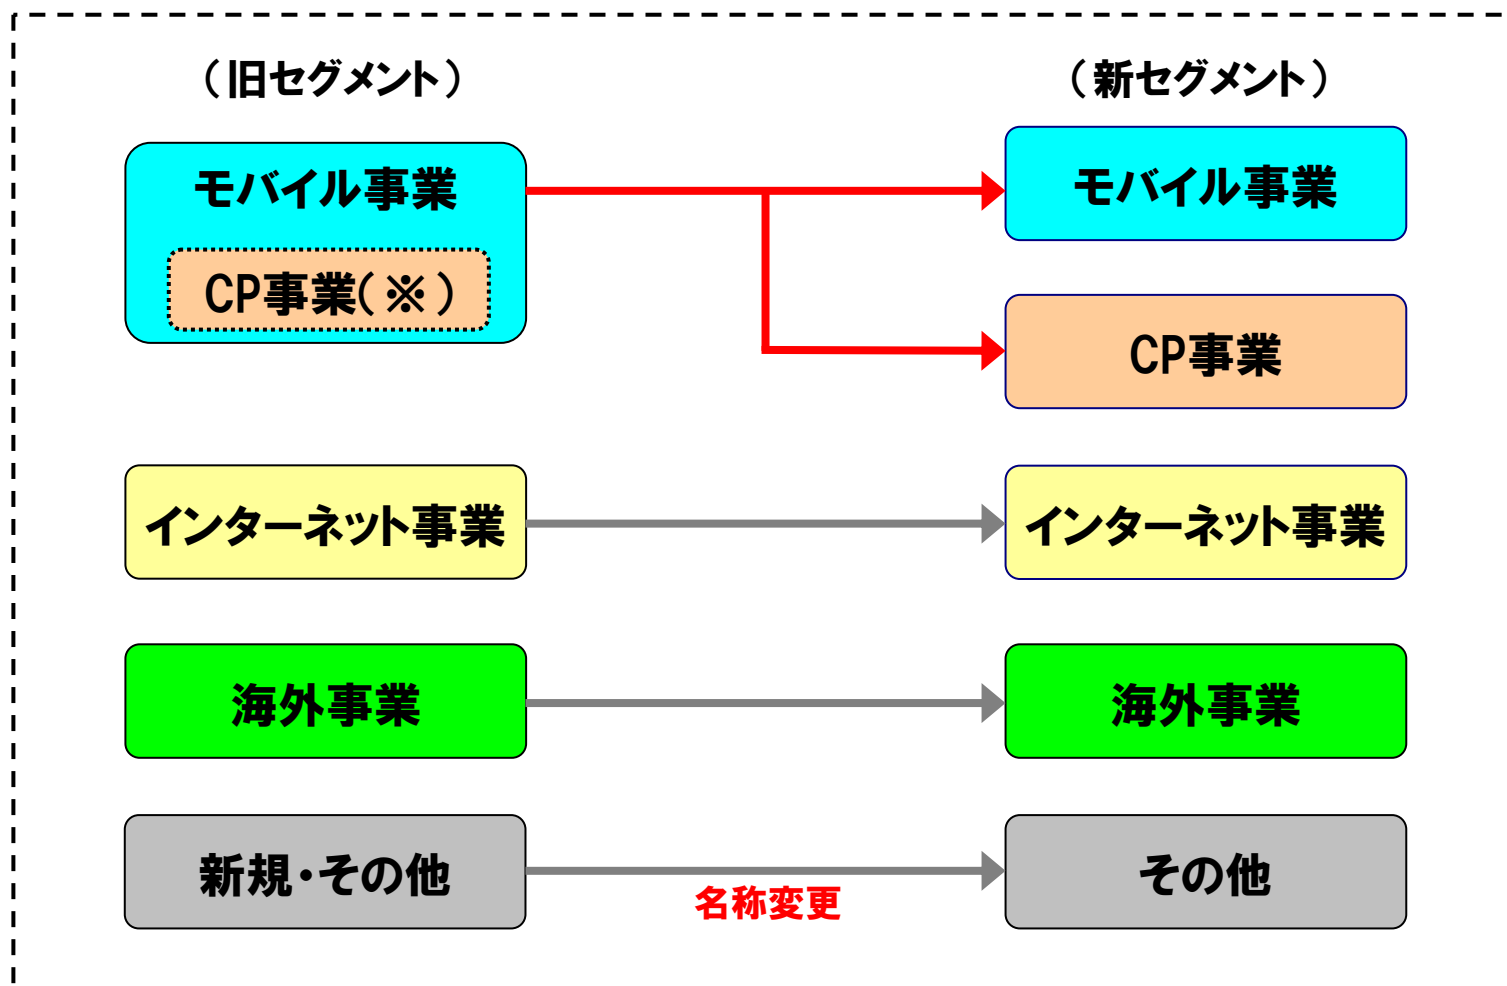 （旧セグメント）
（新セグメント）
モバイル事業
モバイル事業
CP事業(※)
CP事業
インターネット事業
インターネット事業
海外事業
海外事業
新規・その他
その他
名称変更